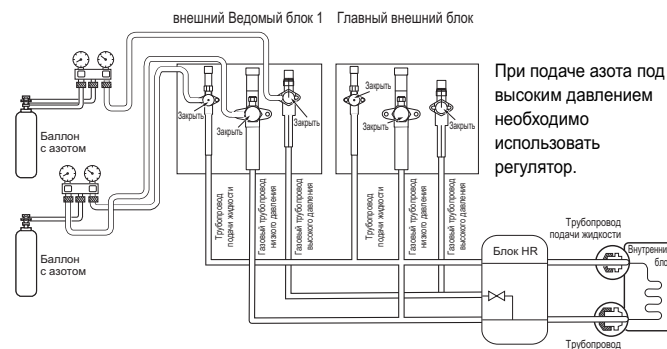 внешний Ведомый блок 1
Главный внешний блок
При подаче азота под
высоким давлением
необходимо
использовать
регулятор.
Закрыть
Закрыть
Закрыть
Закрыть
Закрыть
Закрыть
Баллон
с азотом
Баллон
с азотом
Трубопровод
подачи жидкости
Газовый трубопровод
низкого давления
Газовый трубопровод
высокого давления
Трубопровод
подачи жидкости
Газовый трубопровод
низкого давления
Газовый трубопровод
высокого давления
Трубопровод
подачи жидкости
Блок HR
Внутренни
бло
Трубопровод